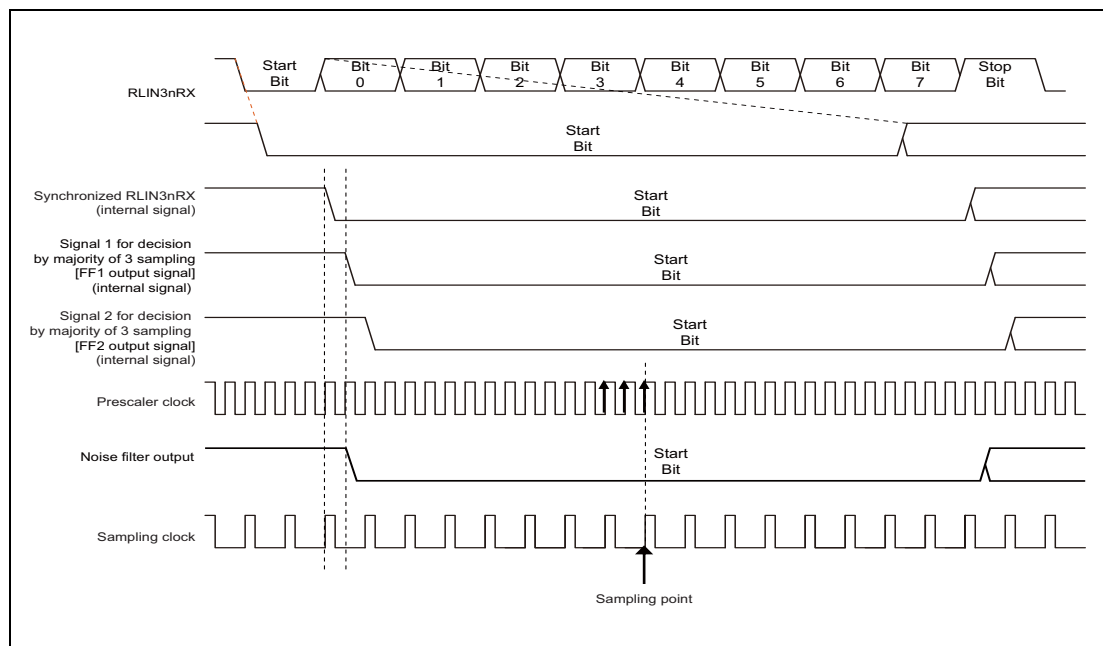 Start
Bit
Bit
0
Bit
1
Bit
2
Bit
3
Bit
4
Bit
5
Bit
6
Bit
7
Stop
Bit
RLIN3nRX
Start
Bit
Synchronized RLIN3nRX
(internal signal)
Start
Bit
Signal 1 for decision
by majority of 3 sampling
[FF1 output signal]
(internal signal)
Start
Bit
Signal 2 for decision
by majority of 3 sampling
[FF2 output signal]
(internal signal)
Start
Bit
Prescaler clock
Noise filter output
Start
Bit
Sampling clock
Sampling point